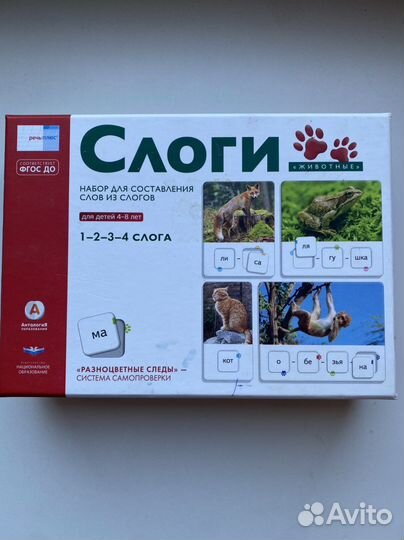 речьплюс
СООТВЕТСТВУЕТ
ФГОС ДО
Слоги
«ЖИВОТНЫЕ»
НАБОР ДЛЯ СОСТАВЛЕНИЯ
СЛОВ ИЗ СЛОГОВ
для детей 4–8 лет
1–2–3–4 СЛОГА
ли
са
ля
гу
шка
А
АНТОЛОГИЯ
ОБРАЗОВАНИЯ
ма
кот
о
бе
зья
на
НАЦИОНАЛЬНОЕ
ОБРАЗОВАНИЕ
«РАЗНОЦВЕТНЫЕ СЛЕДЫ» —
СИСТЕМА САМОПРОВЕРКИ
Avito